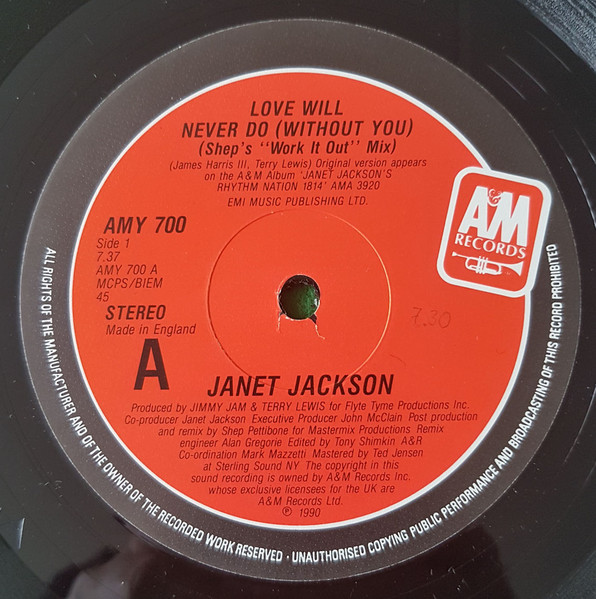 LOVE WILL
NEVER DO (WITHOUT YOU)
(Shep's "Work It Out" Mix)
(James Harris III, Terry Lewis) Original version appears
on the A&M Album 'JANET JACKSON'S
RHYTHM NATION 1814' AMA 3920
EMI MUSIC PUBLISHING LTD.
A&M
RECORDS
AMY 700
Side 1
7.37
AMY 700 A
MCPS/BIEM
45
STEREO
Made in England
A
7.30
JANET JACKSON
Produced by JIMMY JAM & TERRY LEWIS for Flyte Tyme Productions Inc.
Co-producer Janet Jackson Executive Producer John McClain Post production
and remix by Shep Pettibone for Mastermix Productions Remix
engineer Alan Gregorie Edited by Tony Shimkin A&R
Co-ordination Mark Mazzetti Mastered by Ted Jensen
at Sterling Sound NY The copyright in this
sound recording is owned by A&M Records Inc.
whose exclusive licensees for the UK are
A&M Records Ltd.
℗ 1990
ALL RIGHTS OF THE MANUFACTURER AND OF THE OWNER OF THE RECORDED WORK RESERVED · UNAUTHORISED COPYING PUBLIC PERFORMANCE AND BROADCASTING OF THIS RECORD PROHIBITED